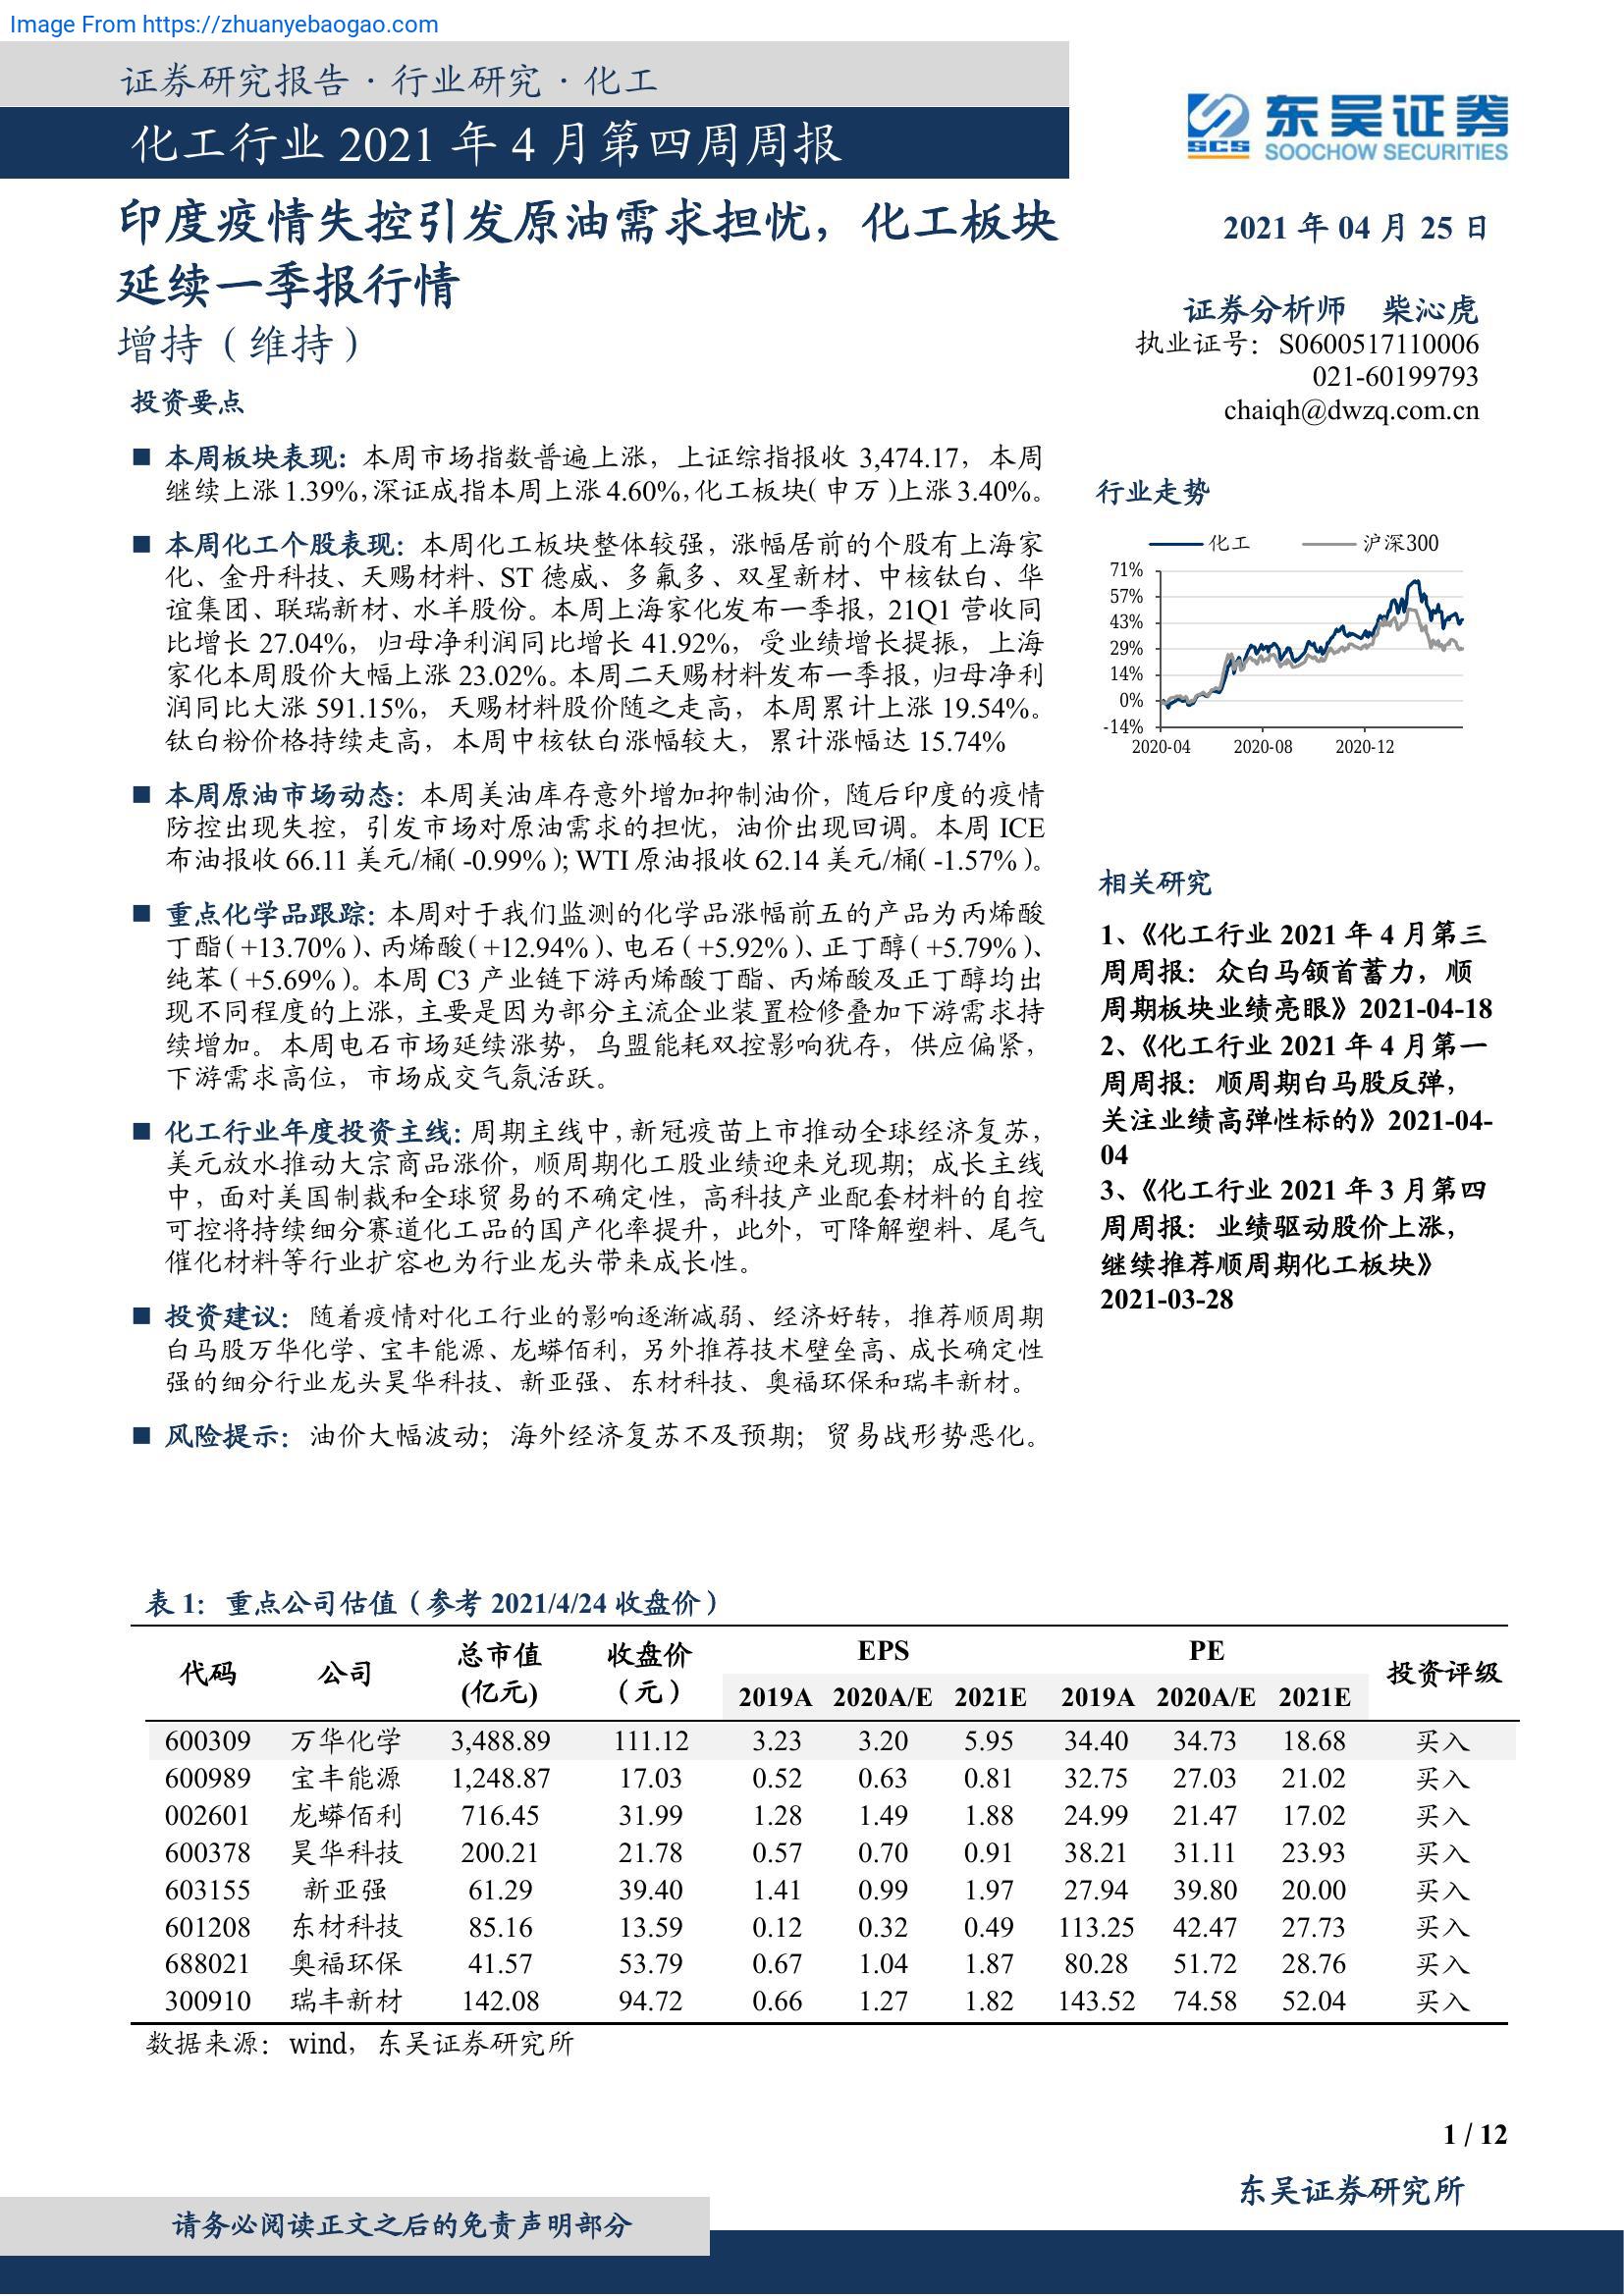 Image From https://zhuanyebaogao.com
证券研究报告·行业研究·化工
化工行业 2021 年 4 月第四周周报
东吴证券
SCS
SOOCHOW SECURITIES
印度疫情失控引发原油需求担忧，化工板块
延续一季报行情
增持（维持）
投资要点
■ 本周板块表现：本周市场指数普遍上涨，上证综指报收 3,474.17，本周
继续上涨 1.39%，深证成指本周上涨 4.60%，化工板块（申万）上涨 3.40%。
■ 本周化工个股表现：本周化工板块整体较强，涨幅居前的个股有上海家
化、金丹科技、天赐材料、ST 德威、多氟多、双星新材、中核钛白、华
谊集团、联瑞新材、水羊股份。本周上海家化发布一季报，21Q1 营收同
比增长 27.04%，归母净利润同比增长 41.92%，受业绩增长提振，上海
家化本周股价大幅上涨 23.02%。本周二天赐材料发布一季报，归母净利
润同比大涨 591.15%，天赐材料股价随之走高，本周累计上涨 19.54%。
钛白粉价格持续走高，本周中核钛白涨幅较大，累计涨幅达 15.74%
■ 本周原油市场动态：本周美油库存意外增加抑制油价，随后印度的疫情
防控出现失控，引发市场对原油需求的担忧，油价出现回调。本周 ICE
布油报收 66.11 美元/桶（-0.99%）；WTI 原油报收 62.14 美元/桶（-1.57%）。
■ 重点化学品跟踪：本周对于我们监测的化学品涨幅前五的产品为丙烯酸
丁酯（+13.70%）、丙烯酸（+12.94%）、电石（+5.92%）、正丁醇（+5.79%）、
纯苯（+5.69%）。本周 C3 产业链下游丙烯酸丁酯、丙烯酸及正丁醇均出
现不同程度的上涨，主要是因为部分主流企业装置检修叠加下游需求持
续增加。本周电石市场延续涨势，乌盟能耗双控影响犹存，供应偏紧，
下游需求高位，市场成交气氛活跃。
■ 化工行业年度投资主线：周期主线中，新冠疫苗上市推动全球经济复苏，
美元放水推动大宗商品涨价，顺周期化工股业绩迎来兑现期；成长主线
中，面对美国制裁和全球贸易的不确定性，高科技产业配套材料的自控
可控将持续细分赛道化工品的国产化率提升，此外，可降解塑料、尾气
催化材料等行业扩容也为行业龙头带来成长性。
■ 投资建议：随着疫情对化工行业的影响逐渐减弱、经济好转，推荐顺周期
白马股万华化学、宝丰能源、龙蟒佰利，另外推荐技术壁垒高、成长确定性
强的细分行业龙头昊华科技、新亚强、东材科技、奥福环保和瑞丰新材。
■ 风险提示：油价大幅波动；海外经济复苏不及预期；贸易战形势恶化。
2021 年 04 月 25 日
证券分析师 柴沁虎
执业证号：S0600517110006
021-60199793
chaiqh@dwzq.com.cn
行业走势
化工 沪深300
71%
57%
43%
29%
14%
0%
-14%
2020-04 2020-08 2020-12
相关研究
1、《化工行业 2021 年 4 月第三
周周报：众白马领首蓄力，顺
周期板块业绩亮眼》2021-04-18
2、《化工行业 2021 年 4 月第一
周周报：顺周期白马股反弹，
关注业绩高弹性标的》2021-04-
04
3、《化工行业 2021 年 3 月第四
周周报：业绩驱动股价上涨，
继续推荐顺周期化工板块》
2021-03-28
表 1：重点公司估值（参考 2021/4/24 收盘价）
代码 公司 总市值(亿元) 收盘价（元） EPS PE 投资评级
2019A 2020A/E 2021E 2019A 2020A/E 2021E
600309 万华化学 3,488.89 111.12 3.23 3.20 5.95 34.40 34.73 18.68 买入
600989 宝丰能源 1,248.87 17.03 0.52 0.63 0.81 32.75 27.03 21.02 买入
002601 龙蟒佰利 716.45 31.99 1.28 1.49 1.88 24.99 21.47 17.02 买入
600378 昊华科技 200.21 21.78 0.57 0.70 0.91 38.21 31.11 23.93 买入
603155 新亚强 61.29 39.40 1.41 0.99 1.97 27.94 39.80 20.00 买入
601208 东材科技 85.16 13.59 0.12 0.32 0.49 113.25 42.47 27.73 买入
688021 奥福环保 41.57 53.79 0.67 1.04 1.87 80.28 51.72 28.76 买入
300910 瑞丰新材 142.08 94.72 0.66 1.27 1.82 143.52 74.58 52.04 买入
数据来源：wind，东吴证券研究所
1 / 12
东吴证券研究所
请务必阅读正文之后的免责声明部分